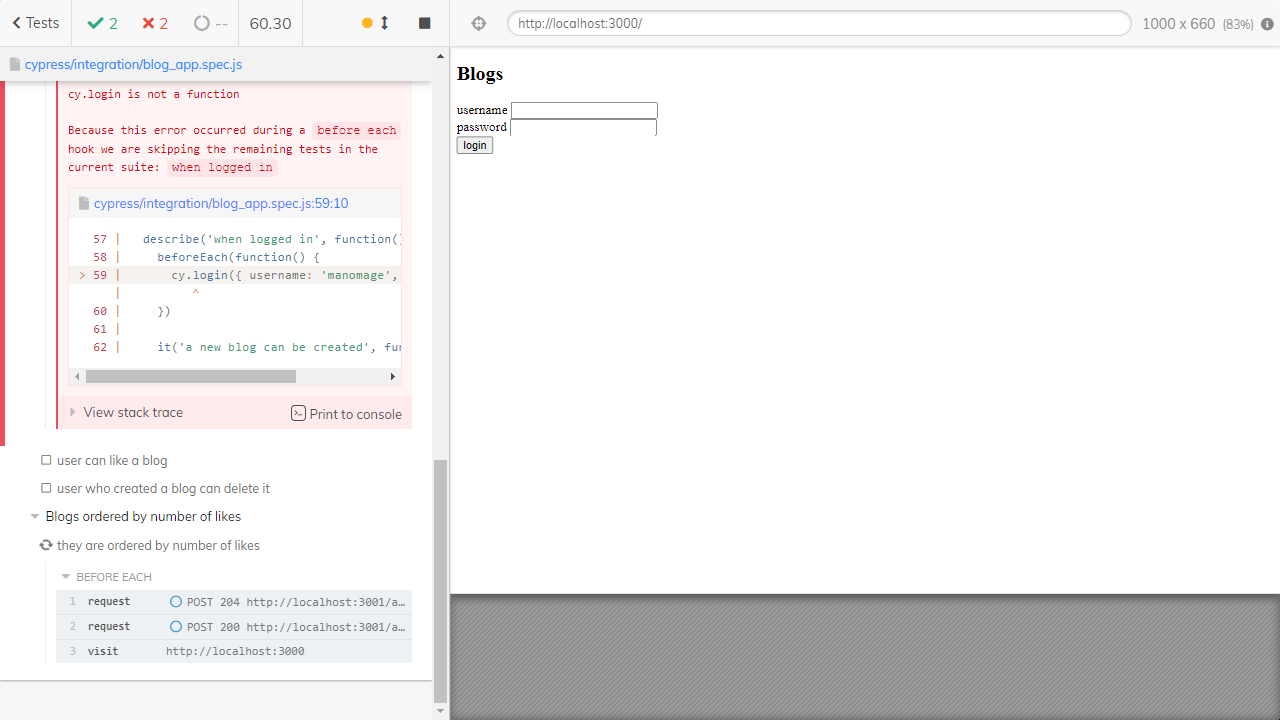 Tests
2
2
--
60.30
http://localhost:3000/
1000 x 660 (83%)
cypress/integration/blog_app.spec.js
cy.login is not a function
Because this error occurred during a before each
hook we are skipping the remaining tests in the
current suite: when logged in
cypress/integration/blog_app.spec.js:59:10
57 | describe('when logged in', function()
58 | beforeEach(function() {
> 59 | cy.login({ username: 'manomage',
| ^
60 | })
61 |
62 | it('a new blog can be created', fun
View stack trace
Print to console
user can like a blog
user who created a blog can delete it
Blogs ordered by number of likes
they are ordered by number of likes
BEFORE EACH
1 request POST 204 http://localhost:3001/a…
2 request POST 200 http://localhost:3001/a…
3 visit http://localhost:3000
Blogs
username
password
login